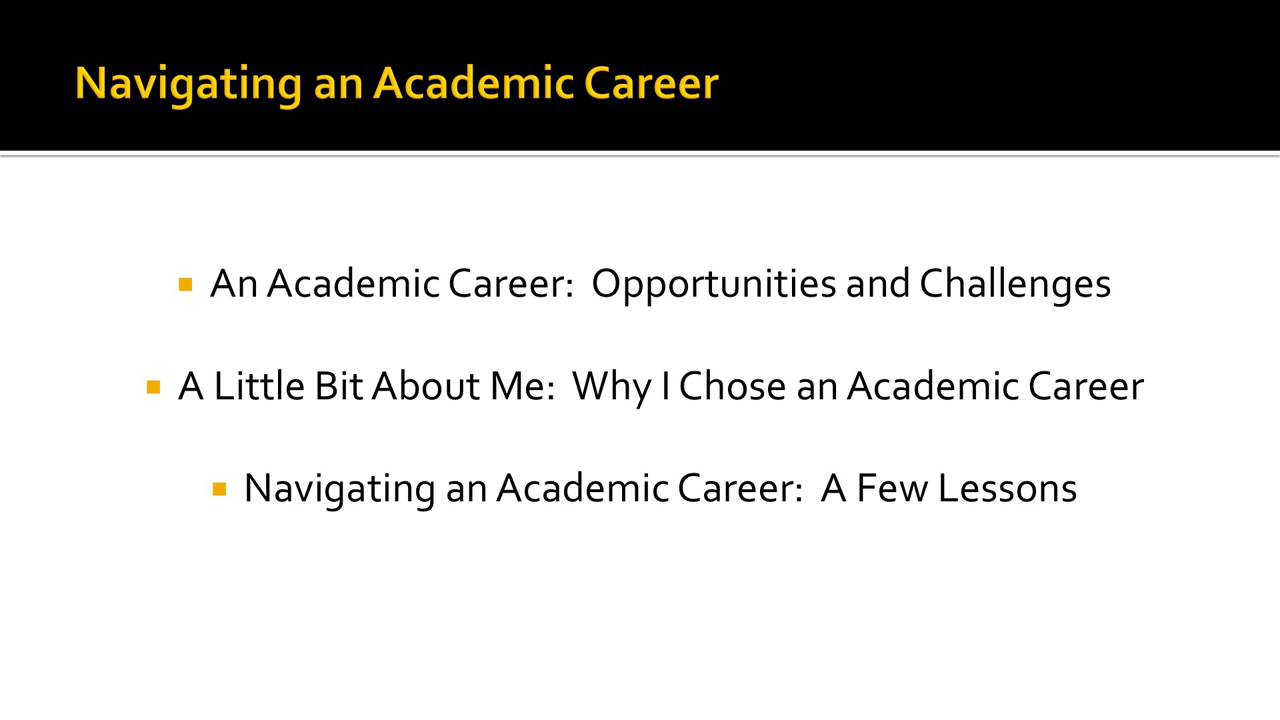 Navigating an Academic Career
▪ An Academic Career:  Opportunities and Challenges
▪ A Little Bit About Me:  Why I Chose an Academic Career
▪ Navigating an Academic Career:  A Few Lessons